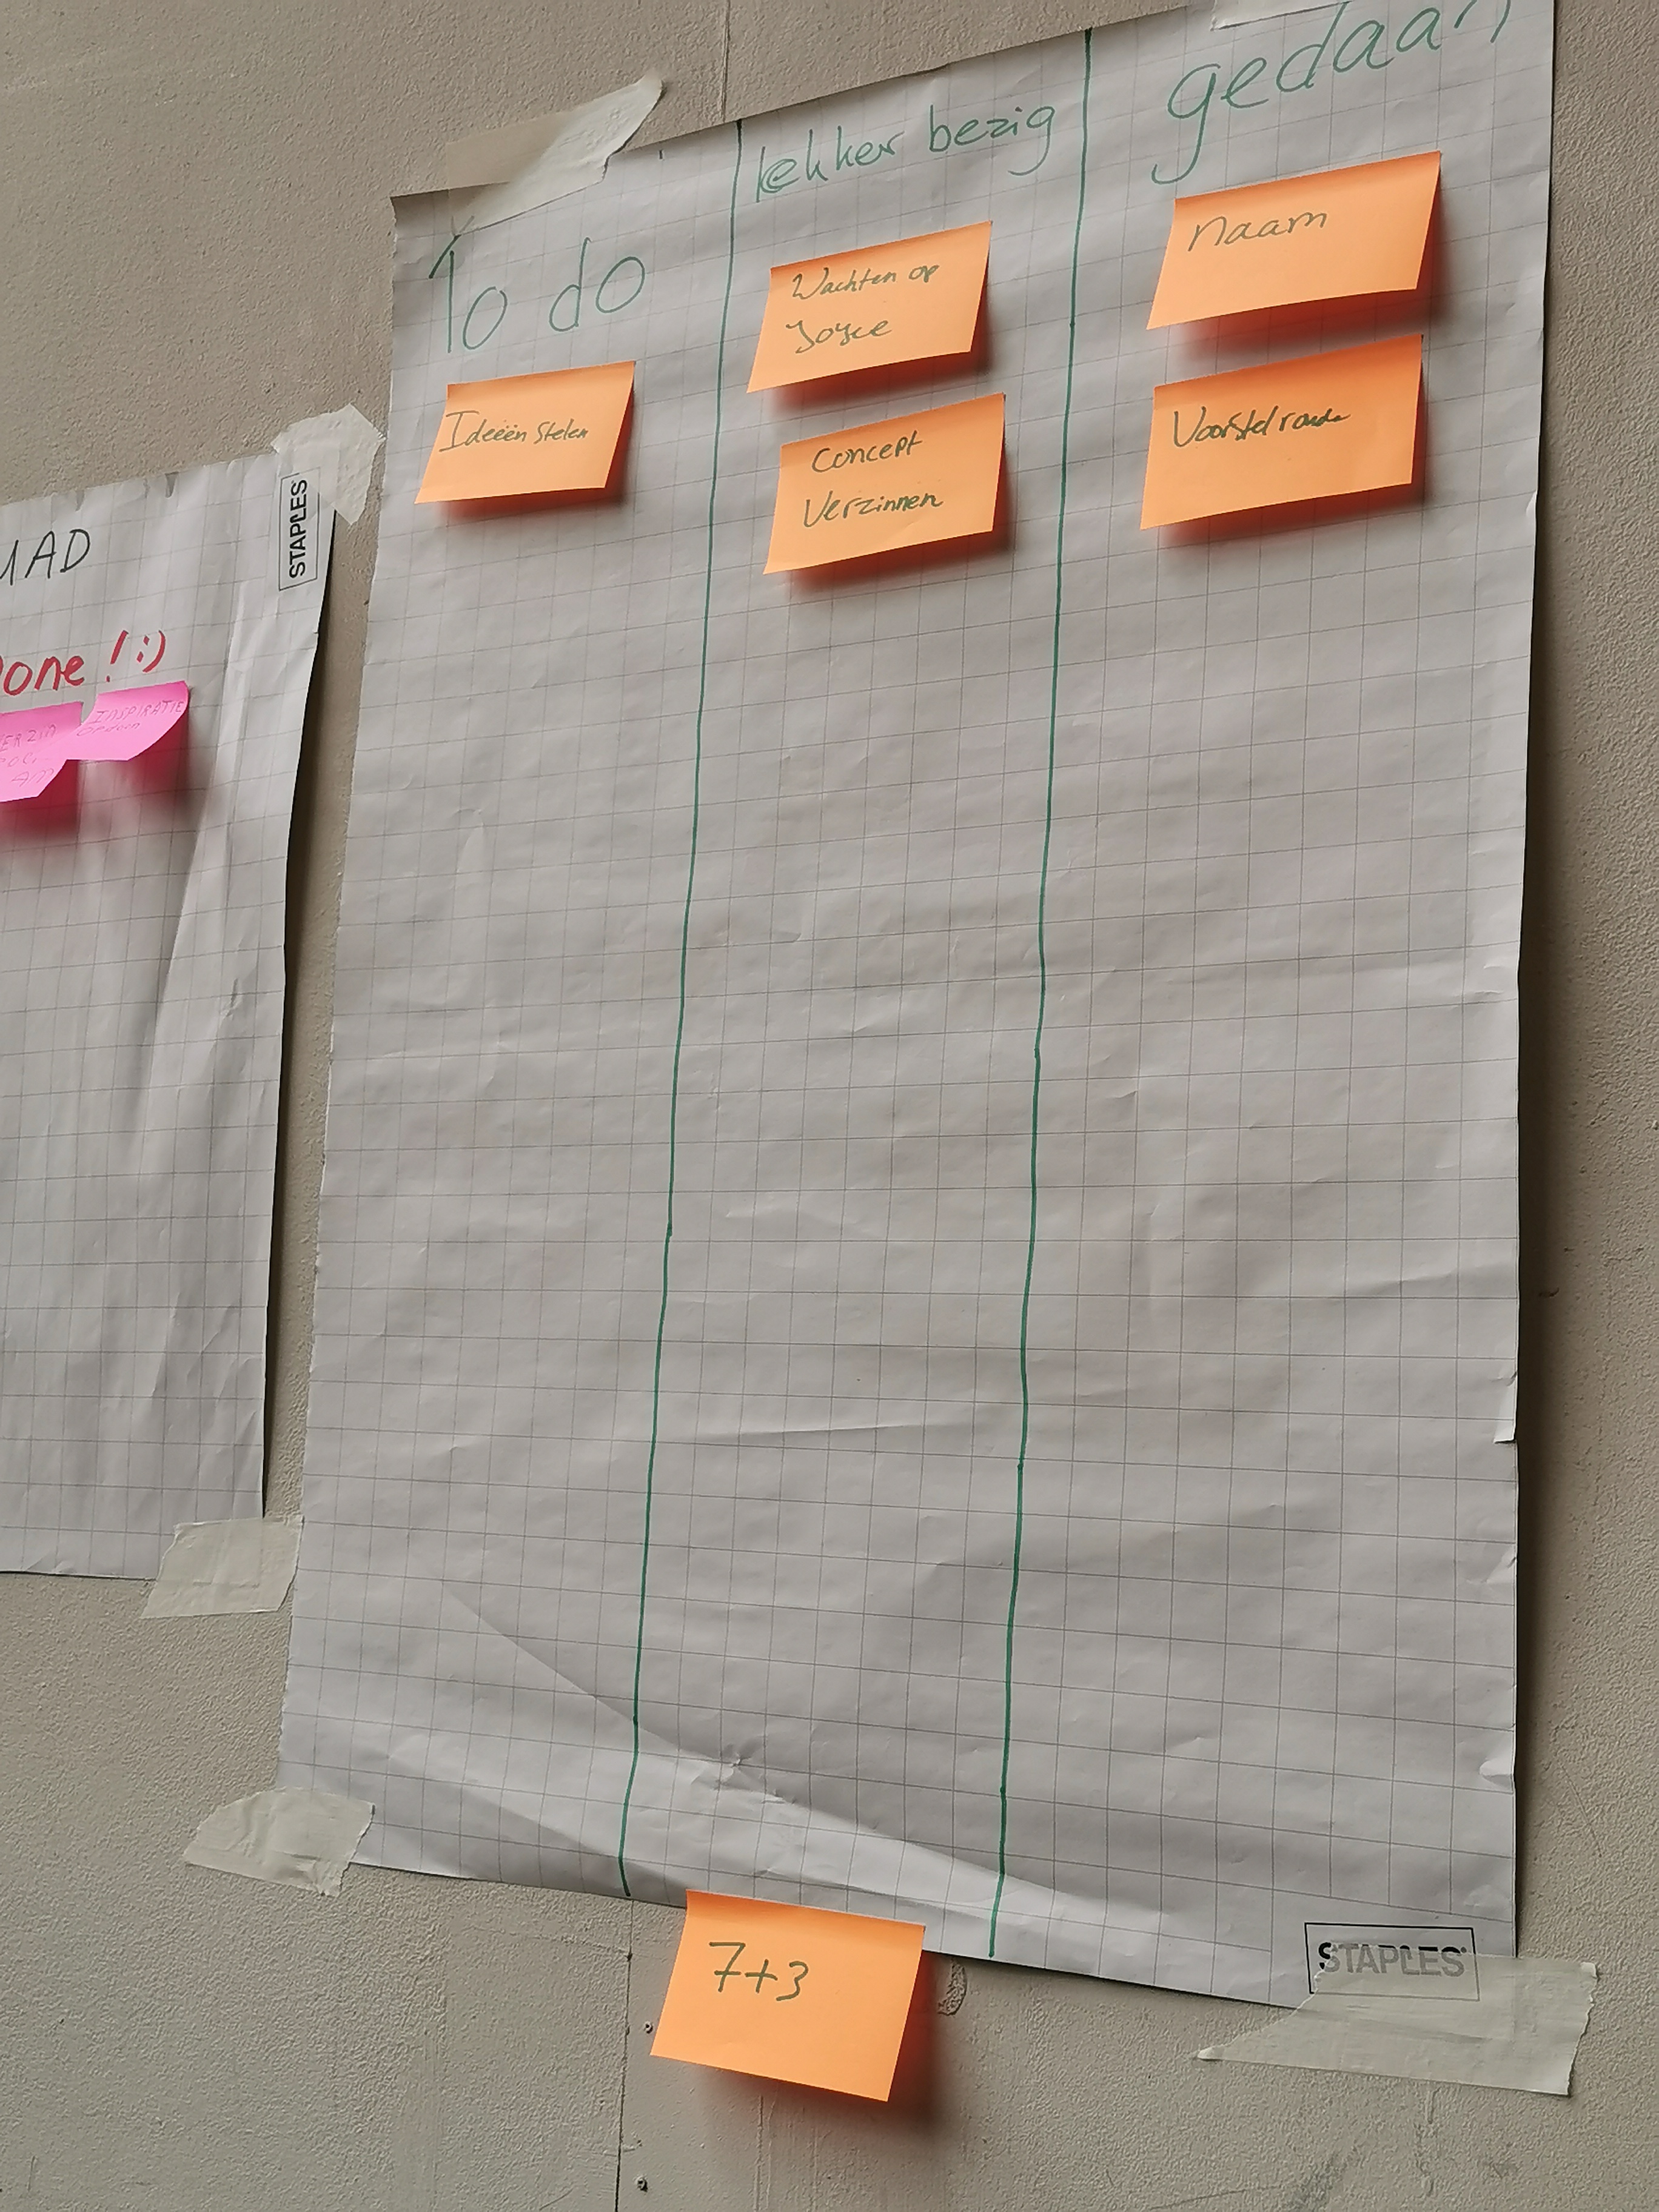 To do
lekker bezig
gedaan
Ideeën Stelen
Wachten op
Joyce
Concept
Verzinnen
naam
Voorstelronde
7+3
STAPLES
MAD
Done! :)
INSPIRATIE
STAPLES